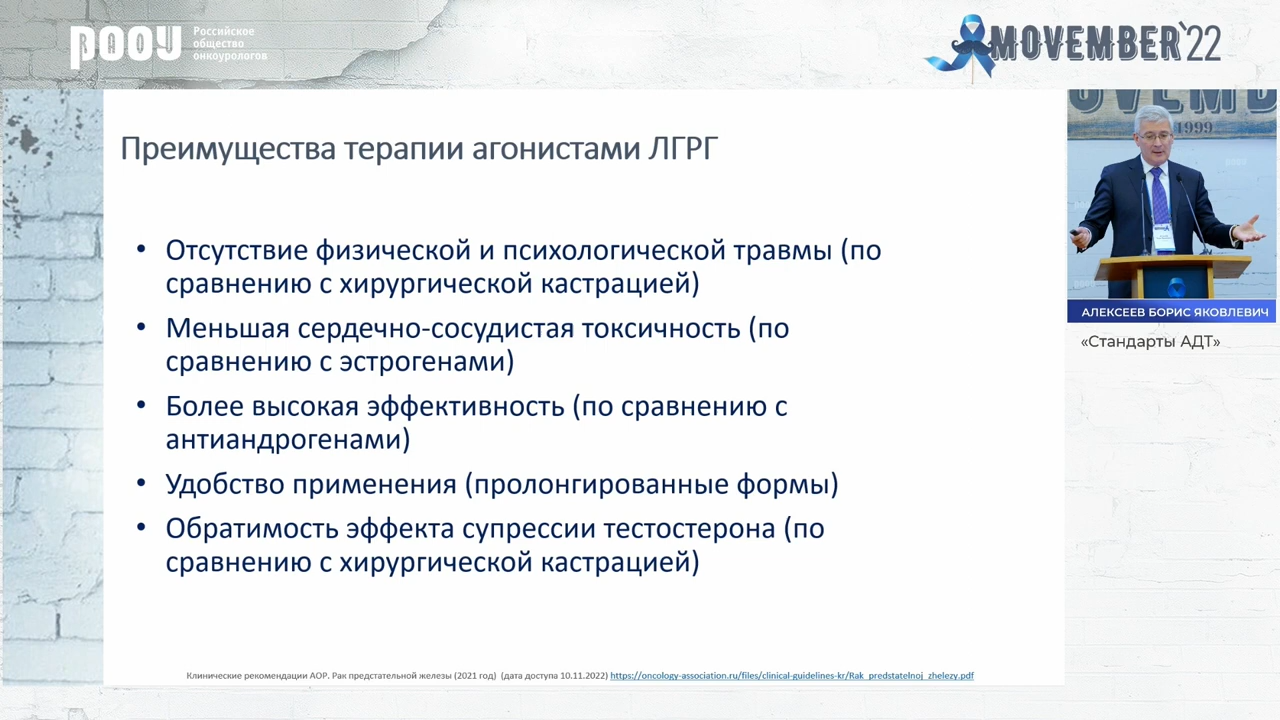 РООУ
Российское
общество
онкоурологов
MOVEMBER'22
Преимущества терапии агонистами ЛГРГ
• Отсутствие физической и психологической травмы (по
сравнению с хирургической кастрацией)
• Меньшая сердечно-сосудистая токсичность (по
сравнению с эстрогенами)
• Более высокая эффективность (по сравнению с
антиандрогенами)
• Удобство применения (пролонгированные формы)
• Обратимость эффекта супрессии тестостерона (по
сравнению с хирургической кастрацией)
Клинические рекомендации АОР. Рак предстательной железы (2021 год) (дата доступа 10.11.2022) https://oncology-association.ru/files/clinical-guidelines-kr/Rak_predstatelnoj_zhelezy.pdf
1999
АЛЕКСЕЕВ БОРИС ЯКОВЛЕВИЧ
«Стандарты АДТ»